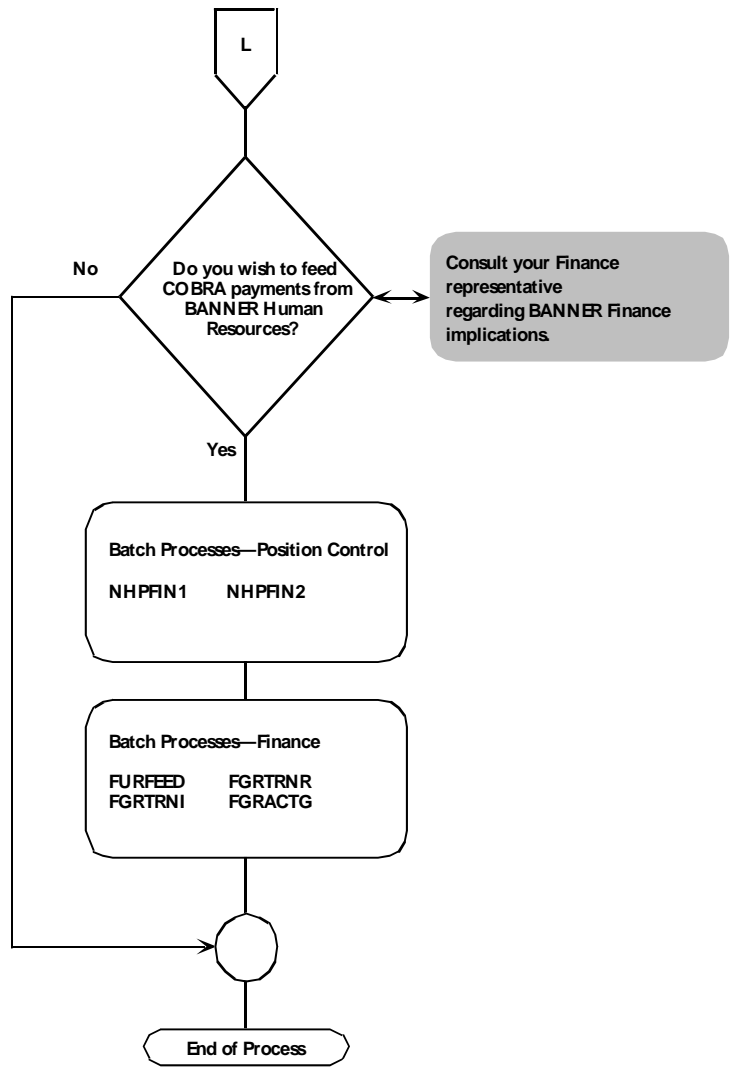 L
No
Do you wish to feed
COBRA payments from
BANNER Human
Resources?
Consult your Finance
representative
regarding BANNER Finance
implications.
Yes
Batch Processes—Position Control
NHPFIN1 NHPFIN2
Batch Processes—Finance
FURFEED FGRTRNR
FGRTRNI FGRACTG
End of Process